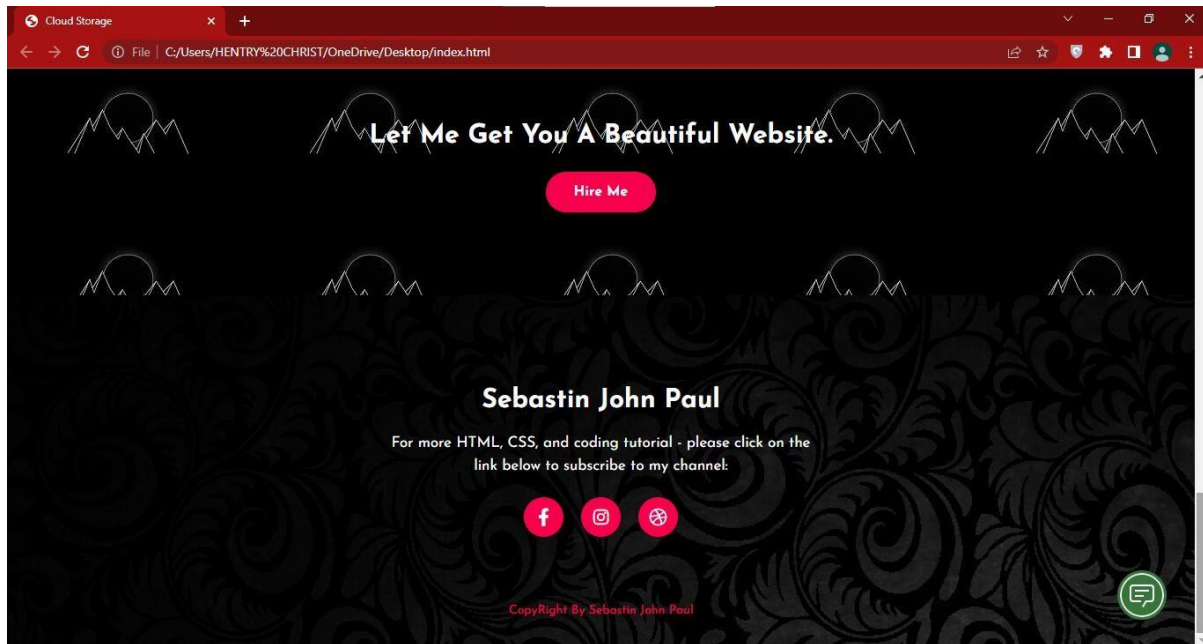 Cloud Storage
File | C:/Users/HENTRY%20CHRIST/OneDrive/Desktop/index.html
Let Me Get You A Beautiful Website.
Hire Me
Sebastin John Paul
For more HTML, CSS, and coding tutorial - please click on the
link below to subscribe to my channel:
CopyRight By Sebastin John Paul